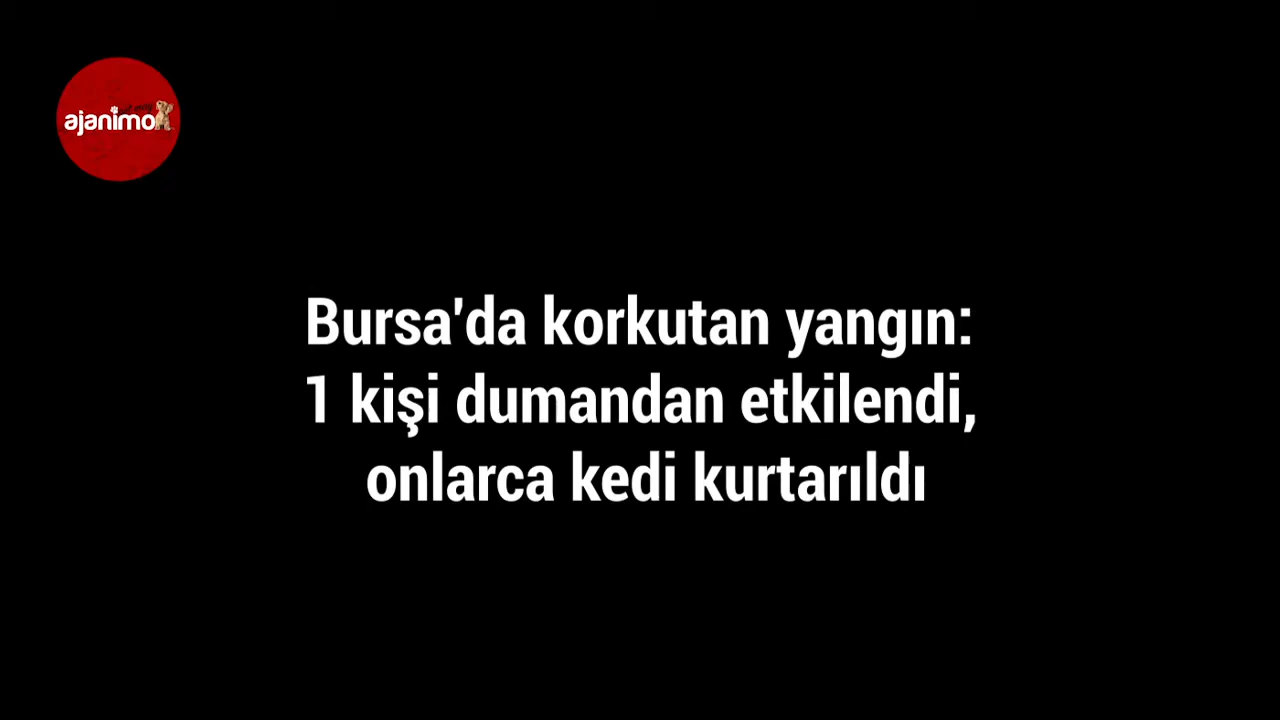 ajanimo
Bursa'da korkutan yangın:
1 kişi dumandan etkilendi,
onlarca kedi kurtarıldı